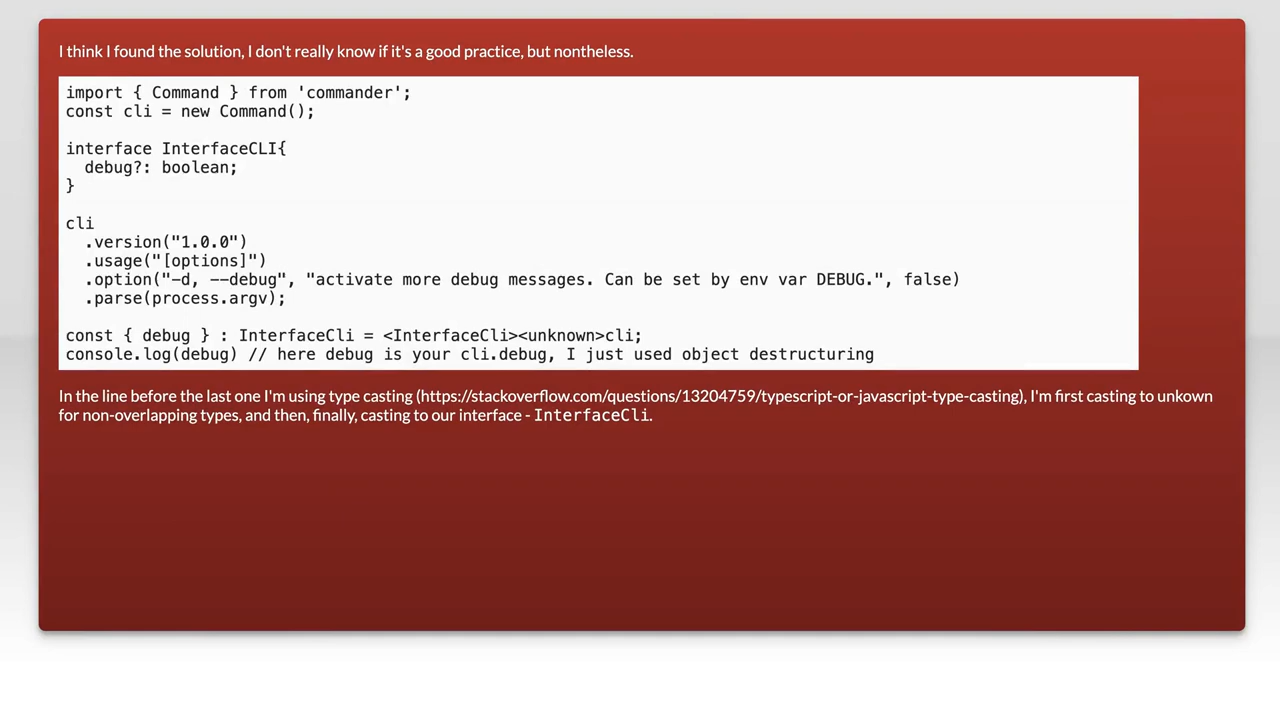 I think I found the solution, I don't really know if it's a good practice, but nontheless.
import { Command } from 'commander';
const cli = new Command();
interface InterfaceCLI{
  debug?: boolean;
}
cli
  .version("1.0.0")
  .usage("[options]")
  .option("-d, --debug", "activate more debug messages. Can be set by env var DEBUG.", false)
  .parse(process.argv);
const { debug } : InterfaceCli = <InterfaceCli><unknown>cli;
console.log(debug) // here debug is your cli.debug, I just used object destructuring
In the line before the last one I'm using type casting (https://stackoverflow.com/questions/13204759/typescript-or-javascript-type-casting), I'm first casting to unkown
for non-overlapping types, and then, finally, casting to our interface - InterfaceCli.